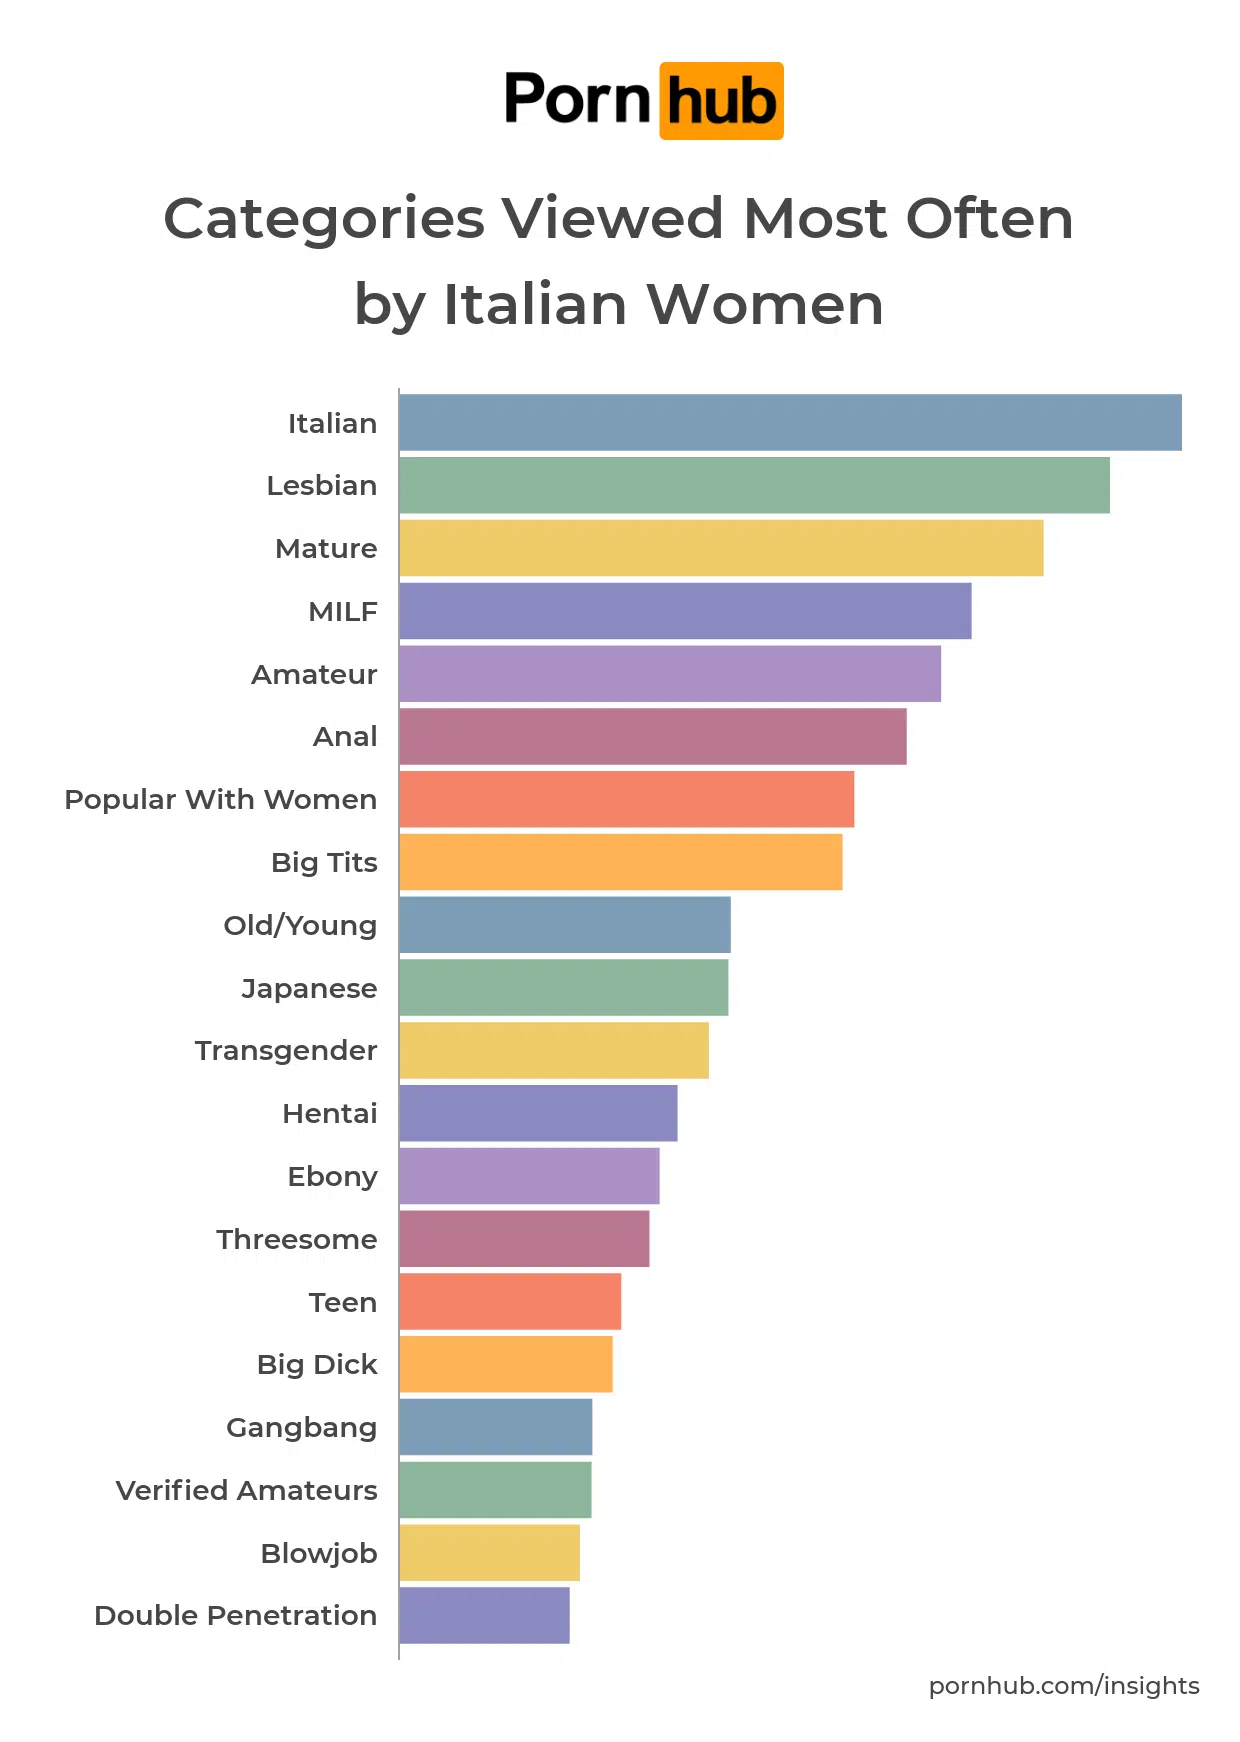 Porn hub
Categories Viewed Most Often
by Italian Women
Italian
Lesbian
Mature
MILF
Amateur
Anal
Popular With Women
Big Tits
Old/Young
Japanese
Transgender
Hentai
Ebony
Threesome
Teen
Big Dick
Gangbang
Verified Amateurs
Blowjob
Double Penetration
pornhub.com/insights